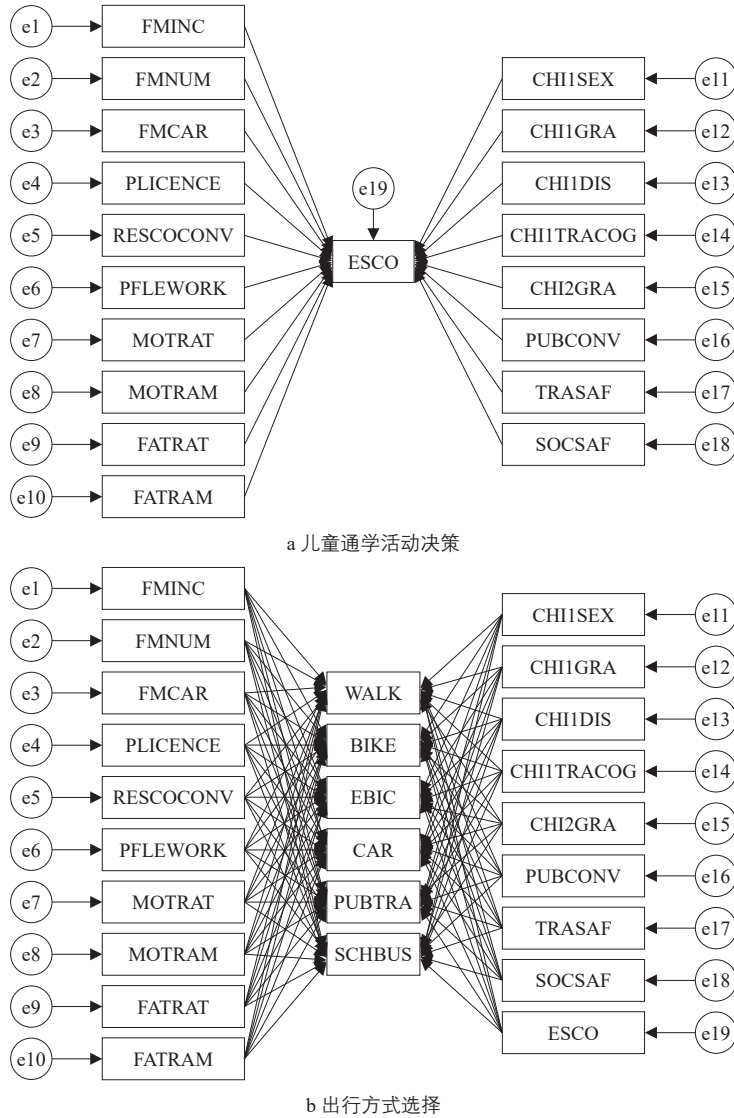 e1 FMINC
e2 FMNUM CHI1SEX e11
e3 FMCAR CHI1GRA e12
e4 PLICENCE e19 CHI1DIS e13
e5 RESCOCONV ESCO CHI1TRACOG e14
e6 PFLEWORK CHI2GRA e15
e7 MOTRAT PUBCONV e16
e8 MOTRAM TRASAF e17
e9 FATRAT SOCSAF e18
e10 FATRAM
a 儿童通学活动决策
e1 FMINC CHI1SEX e11
e2 FMNUM CHI1GRA e12
e3 FMCAR WALK CHI1DIS e13
e4 PLICENCE BIKE CHI1TRACOG e14
e5 RESCOCONV EBIC CHI2GRA e15
e6 PFLEWORK CAR PUBCONV e16
e7 MOTRAT PUBTRA TRASAF e17
e8 MOTRAM SCHBUS SOCSAF e18
e9 FATRAT ESCO e19
e10 FATRAM
b 出行方式选择